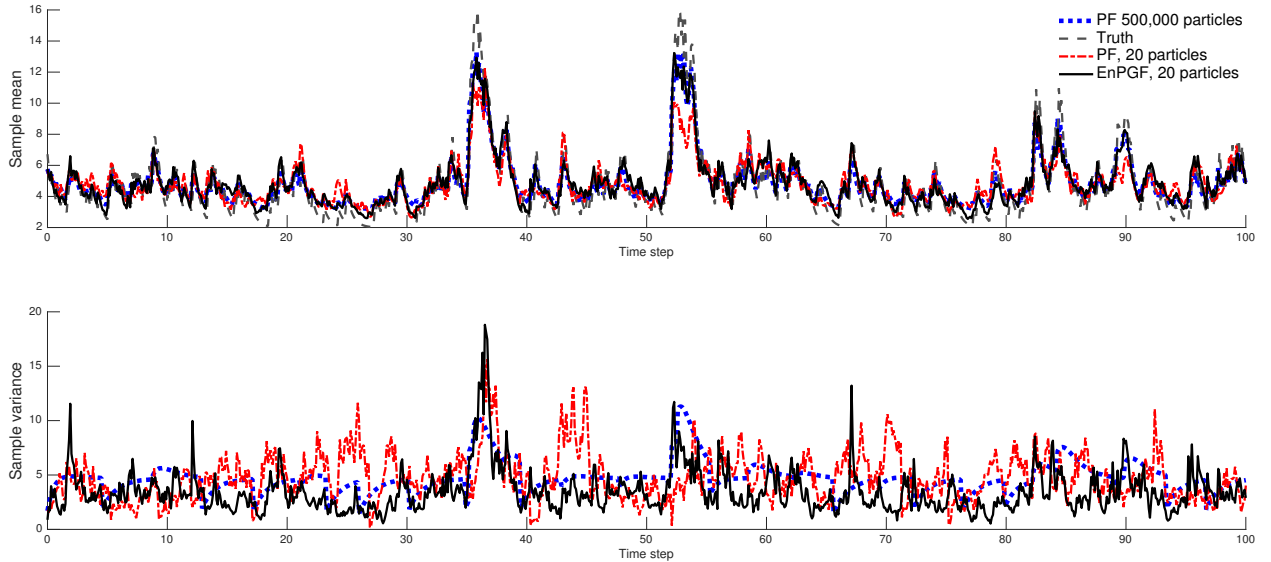 16
14
12
10
8
6
4
2
Sample mean
0 10 20 30 40 50 60 70 80 90 100
Time step
PF 500,000 particles
Truth
PF, 20 particles
EnPGF, 20 particles
20
15
10
5
0
Sample variance
0 10 20 30 40 50 60 70 80 90 100
Time step